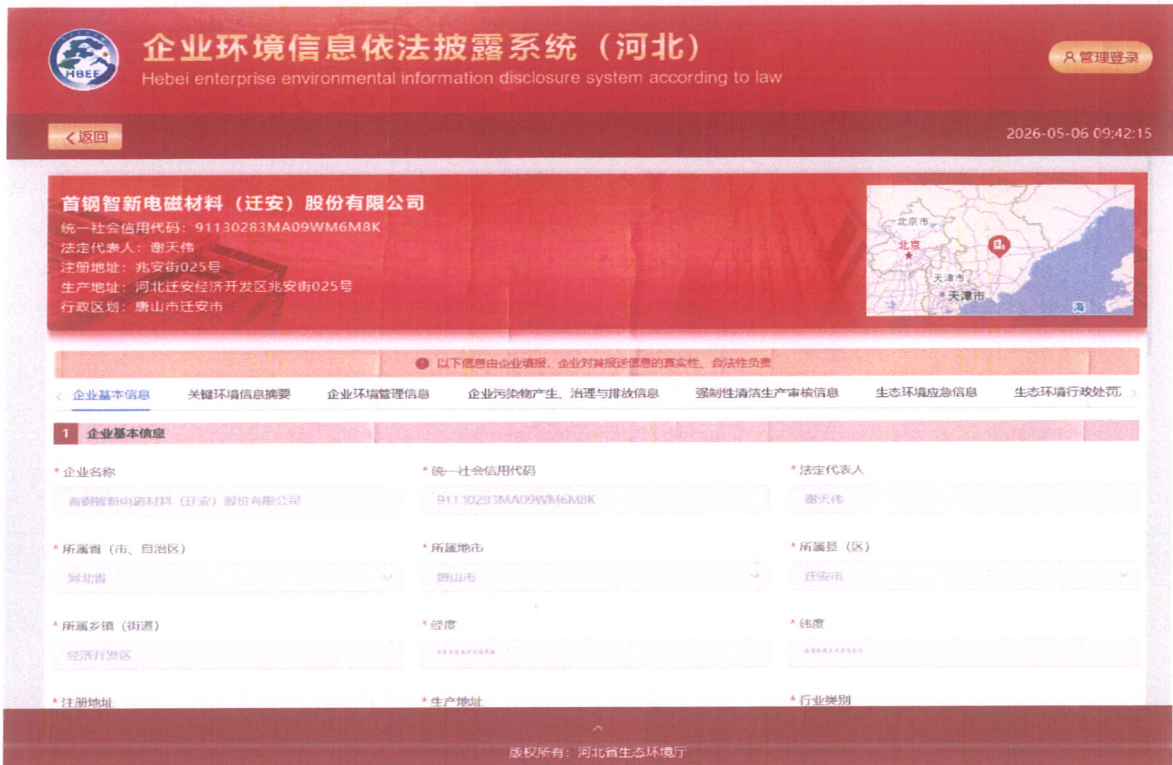 企业环境信息依法披露系统（河北）
Hebei enterprise environmental information disclosure system according to law
HBEE
管理登录
返回
2026-05-06 09:42:15
首钢智新电磁材料（迁安）股份有限公司
统一社会信用代码：91130283MA09WM6M8K
法定代表人：谢天伟
注册地址：兆安街025号
生产地址：河北迁安经济开发区兆安街025号
行政区划：唐山市迁安市
北京市
北京
天津市
天津市
海
以下信息由企业填报，企业对其报送信息的真实性、合法性负责
企业基本信息 关键环境信息摘要 企业环境管理信息 企业污染物产生、治理与排放信息 强制性清洁生产审核信息 生态环境应急信息 生态环境行政处罚
1 企业基本信息
*企业名称 *统一社会信用代码 *法定代表人
首钢智新电磁材料（迁安）股份有限公司 91130283MA09WM6M8K 谢天伟
*所属省（市、自治区） *所属地市 *所属县（区）
河北省 唐山市 迁安市
*所属乡镇（街道） *经度 *纬度
经济开发区
*注册地址 *生产地址 *行业类别
版权所有：河北省生态环境厅